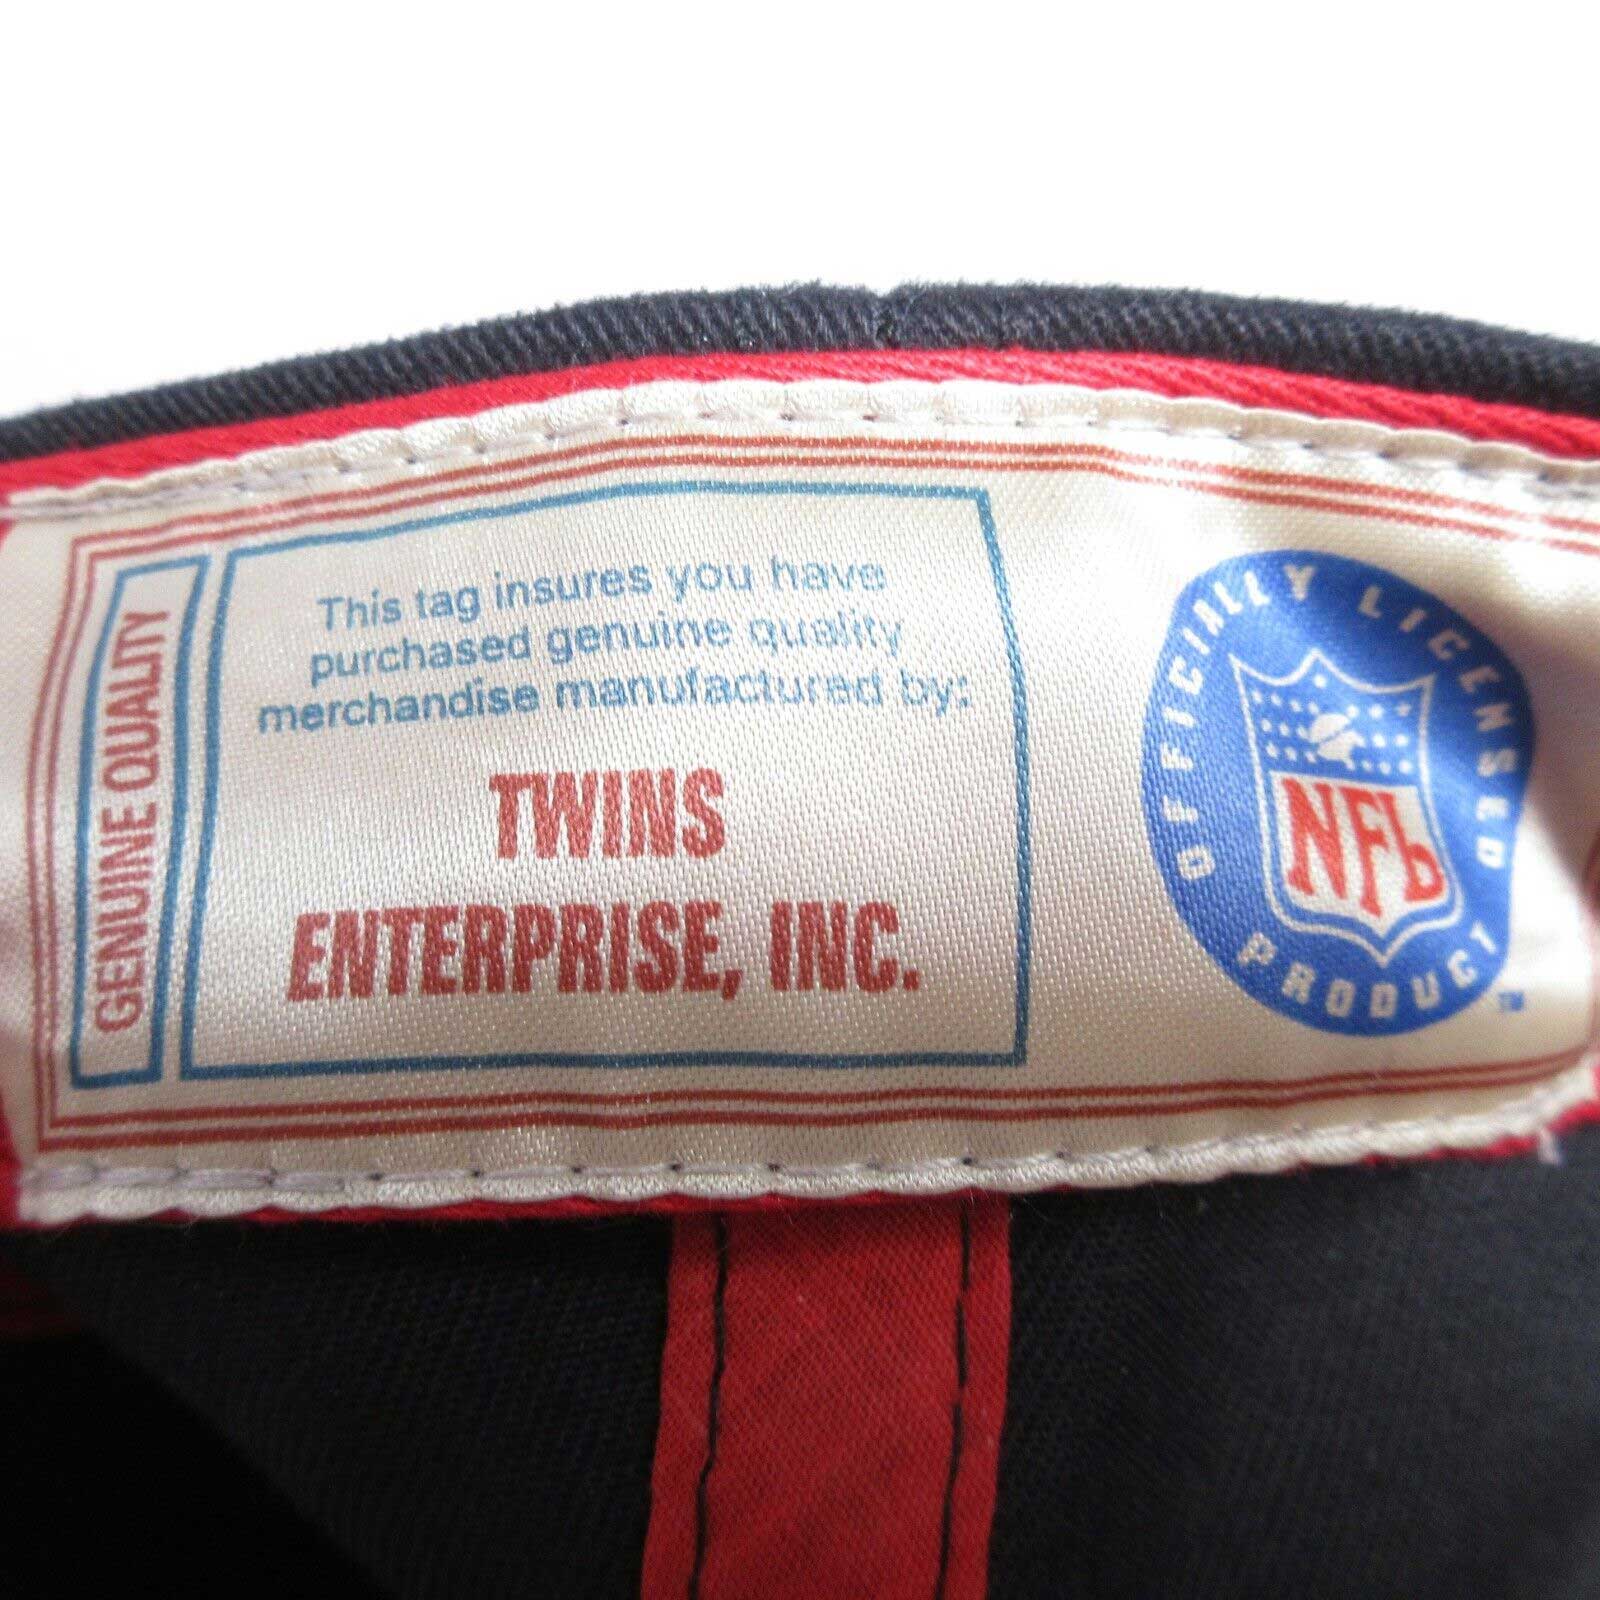 GENUINE QUALITY
This tag insures you have
purchased genuine quality
merchandise manufactured by:
TWINS
ENTERPRISE, INC.
OFFICIALLY LICENSED
NFL
PRODUCT
TM